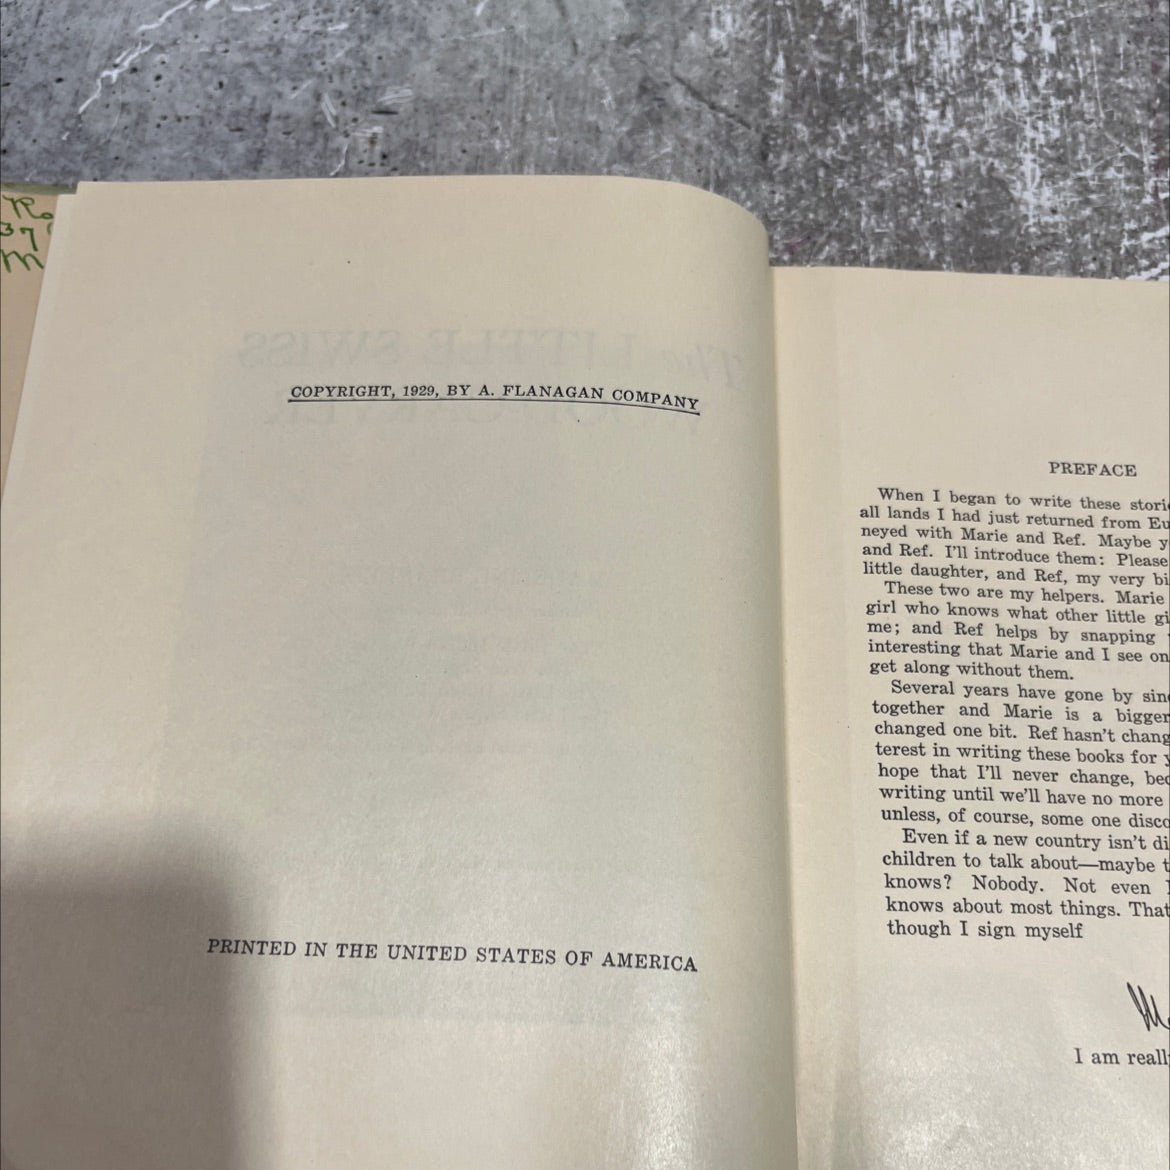 Ro
37
M
The LITTLE SWISS
COPYRIGHT, 1929, BY A. FLANAGAN COMPANY
PRINTED IN THE UNITED STATES OF AMERICA
PREFACE
When I began to write these stori
all lands I had just returned from Eu
neyed with Marie and Ref. Maybe y
and Ref. I'll introduce them: Please
little daughter, and Ref, my very bi
These two are my helpers. Marie
girl who knows what other little gi
me; and Ref helps by snapping
interesting that Marie and I see on
get along without them.
Several years have gone by sin
together and Marie is a bigger
changed one bit. Ref hasn't chang
terest in writing these books for y
hope that I'll never change, bec
writing until we'll have no more
unless, of course, some one disco
Even if a new country isn't di
children to talk about—maybe t
knows? Nobody. Not even I
knows about most things. That
though I sign myself
I am reall